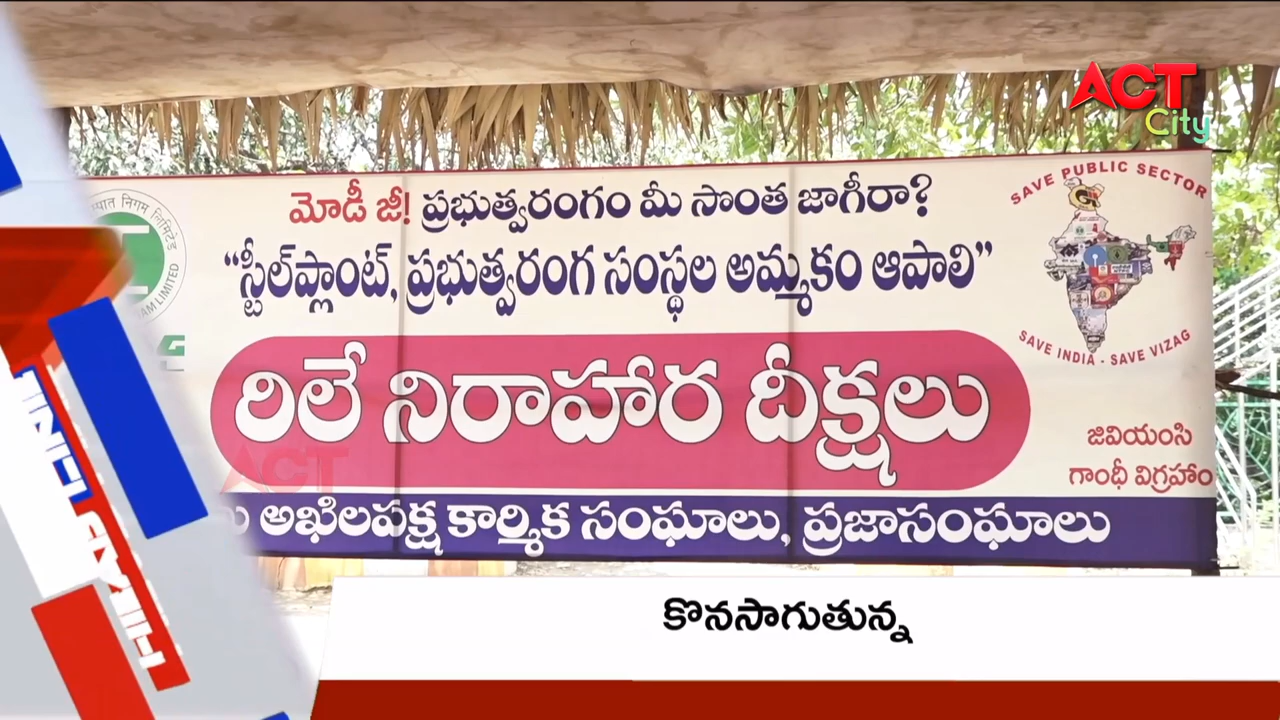 ACT
City
మోడీ జీ! ప్రభుత్వరంగం మీ సొంత జాగీరా?
SAVE PUBLIC SECTOR
“స్టీల్‌ప్లాంట్, ప్రభుత్వరంగ సంస్థల అమ్మకం ఆపాలి”
SAVE INDIA - SAVE VIZAG
రిలే నిరాహార దీక్షలు
జివియంసి
గాంధీ విగ్రహాం
ACT
అఖిలపక్ష కార్మిక సంఘాలు, ప్రజాసంఘాలు
కొనసాగుతున్న